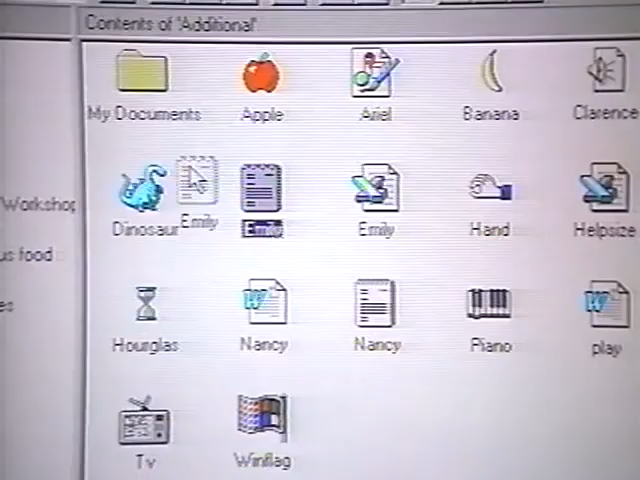 Contents of 'Additional'
My Documents
Apple
Ariel
Banana
Clarence
Workshop
Dinosaur
Emily
Emily
Emily
Hand
Helpsize
us food
es
Hourglas
Nancy
Nancy
Piano
play
Tv
Winflag